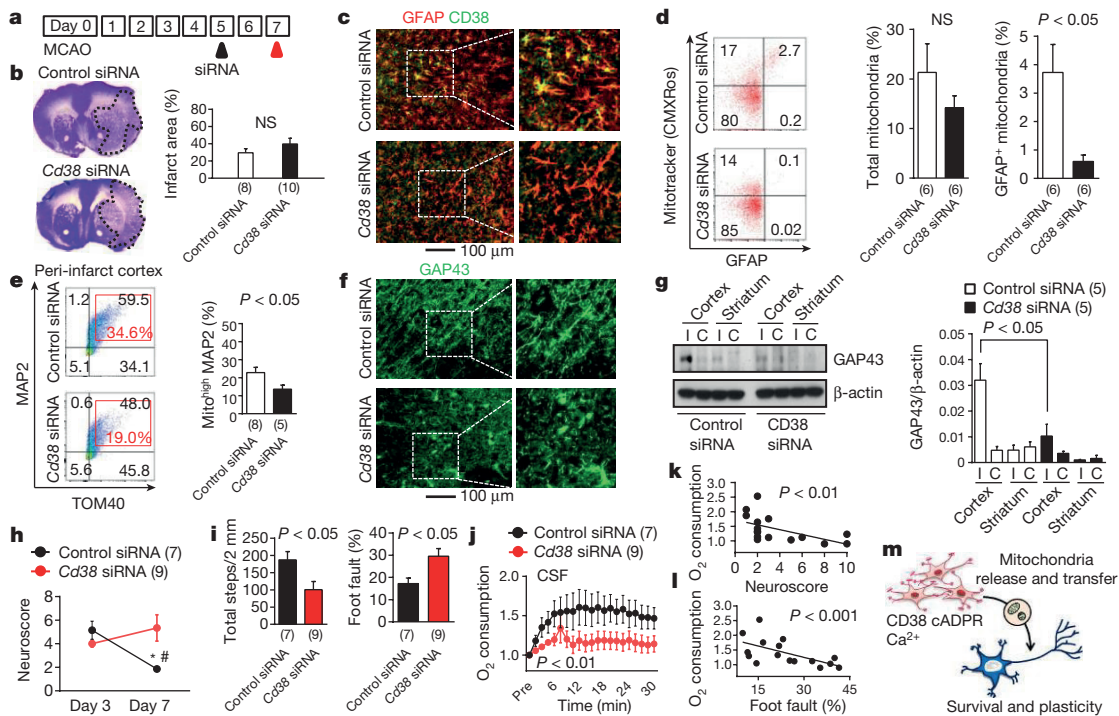 a
Day 0 1 2 3 4 5 6 7
MCAO siRNA
b
Control siRNA
Cd38 siRNA
Infarct area (%)
80
60
40
20
0
NS
(8) (10)
Control siRNA
Cd38 siRNA
c
GFAP CD38
Control siRNA
Cd38 siRNA
100 μm
d
Mitotracker (CMXRos)
Control siRNA
17 2.7
80 0.2
Cd38 siRNA
14 0.1
85 0.02
GFAP
Total mitochondria (%)
NS
30
20
10
0
(6) (6)
Control siRNA
Cd38 siRNA
GFAP+ mitochondria (%)
P < 0.05
6
5
4
3
2
1
0
(6) (6)
Control siRNA
Cd38 siRNA
e
Peri-infarct cortex
MAP2
Control siRNA
1.2 59.5
34.6%
5.1 34.1
Cd38 siRNA
0.6 48.0
19.0%
5.6 45.8
TOM40
Mitohigh MAP2 (%)
P < 0.05
50
40
30
20
10
0
(8) (5)
Control siRNA
Cd38 siRNA
f
GAP43
Control siRNA
Cd38 siRNA
100 μm
g
Cortex Striatum Cortex Striatum
I C I C I C I C
GAP43
β-actin
Control siRNA
CD38 siRNA
Control siRNA (5)
Cd38 siRNA (5)
GAP43/β-actin
P < 0.05
0.05
0.04
0.03
0.02
0.01
0
I C I C I C I C
Cortex Striatum Cortex Striatum
h
Control siRNA (7)
Cd38 siRNA (9)
Neuroscore
8
6
4
2
0
* #
Day 3 Day 7
i
Total steps/2 mm
P < 0.05
250
200
150
100
50
0
(7) (9)
Control siRNA
Cd38 siRNA
Foot fault (%)
P < 0.05
40
30
20
10
0
(7) (9)
Control siRNA
Cd38 siRNA
j
Control siRNA (7)
Cd38 siRNA (9)
O2 consumption
CSF
2.0
1.5
1.0
P < 0.01
Pre 6 12 18 24 30
Time (min)
k
O2 consumption
P < 0.01
3.0
2.5
2.0
1.5
1.0
0 2 4 6 8 10
Neuroscore
l
O2 consumption
P < 0.001
3.0
2.5
2.0
1.5
1.0
15 25 35 45
Foot fault (%)
m
Mitochondria
release and transfer
CD38 cADPR
Ca2+
Survival and plasticity